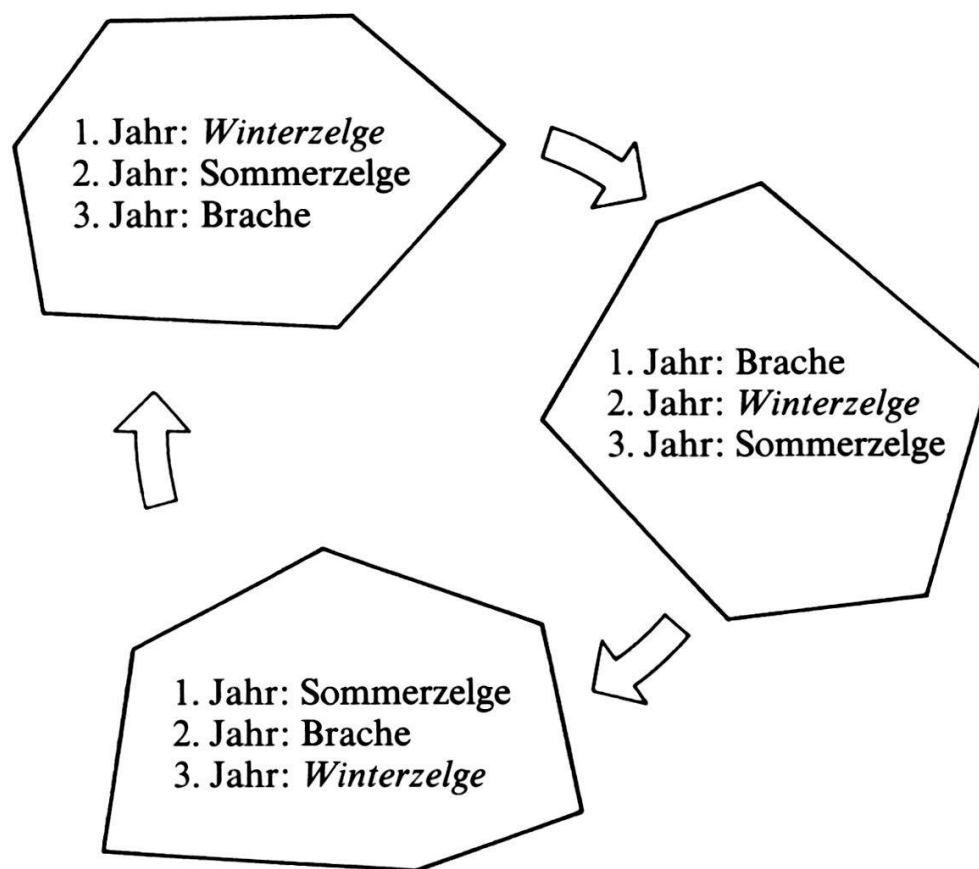 1. Jahr: Winterzelge
2. Jahr: Sommerzelge
3. Jahr: Brache
1. Jahr: Brache
2. Jahr: Winterzelge
3. Jahr: Sommerzelge
1. Jahr: Sommerzelge
2. Jahr: Brache
3. Jahr: Winterzelge